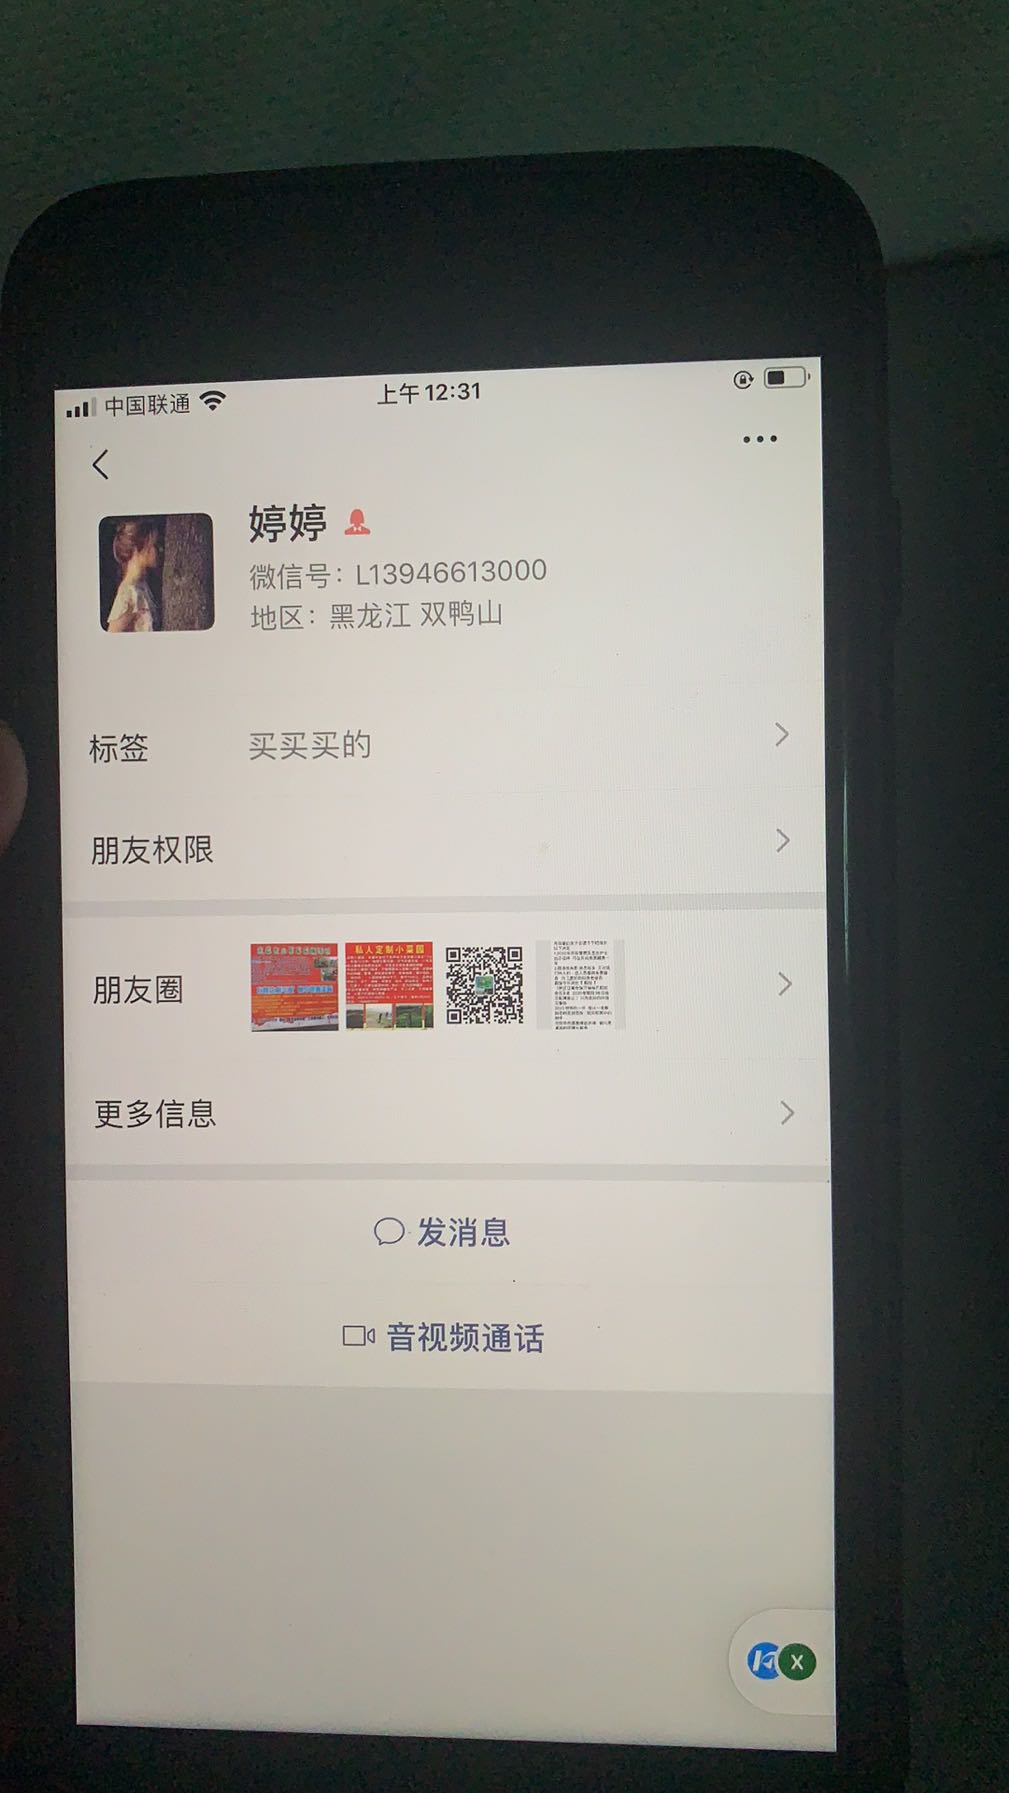 中国联通
上午12:31
婷婷
微信号：L13946613000
地区：黑龙江 双鸭山
标签
买买买的
朋友权限
朋友圈
私人定制小菜园
更多信息
发消息
音视频通话
X